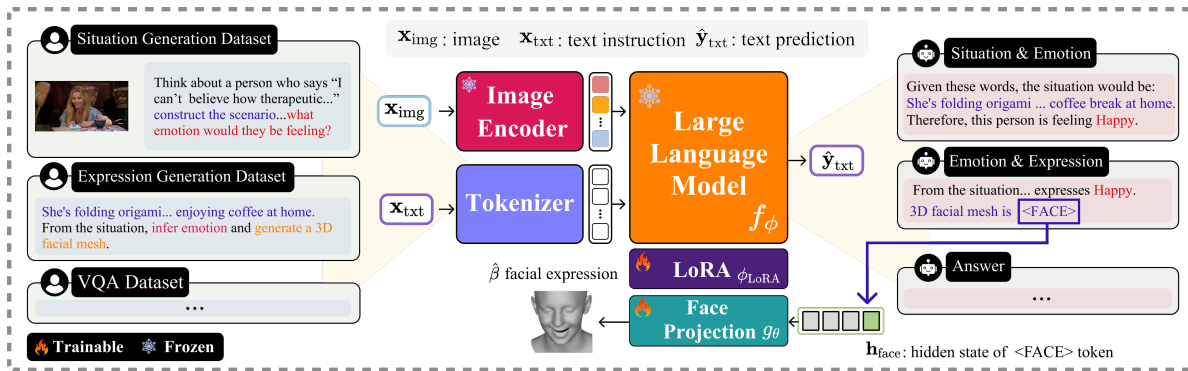 Situation Generation Dataset
Think about a person who says “I
can’t believe how therapeutic...”
construct the scenario...what
emotion would they be feeling?
Expression Generation Dataset
She's folding origami... enjoying coffee at home.
From the situation, infer emotion and generate a 3D
facial mesh.
VQA Dataset
...
Trainable
Frozen
x_img : image x_txt : text instruction ŷ_txt : text prediction
x_img
Image
Encoder
x_txt
Tokenizer
Large
Language
Model
f_ϕ
LoRA ϕ_LoRA
Face
Projection g_θ
β̂ facial expression
ŷ_txt
h_face : hidden state of <FACE> token
Situation & Emotion
Given these words, the situation would be:
She's folding origami ... coffee break at home.
Therefore, this person is feeling Happy.
Emotion & Expression
From the situation... expresses Happy.
3D facial mesh is <FACE>
Answer
...